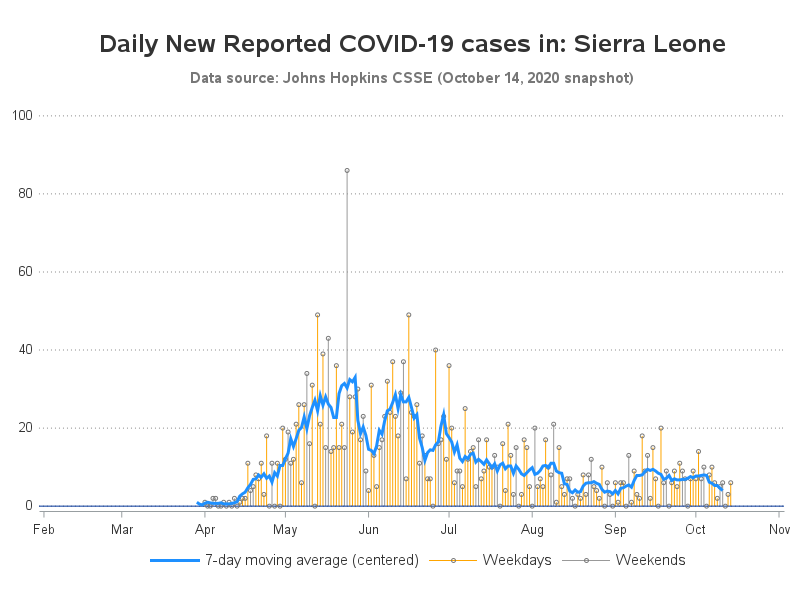 Daily New Reported COVID-19 cases in: Sierra Leone
Data source: Johns Hopkins CSSE (October 14, 2020 snapshot)
100
80
60
40
20
0
Feb Mar Apr May Jun Jul Aug Sep Oct Nov
7-day moving average (centered) Weekdays Weekends